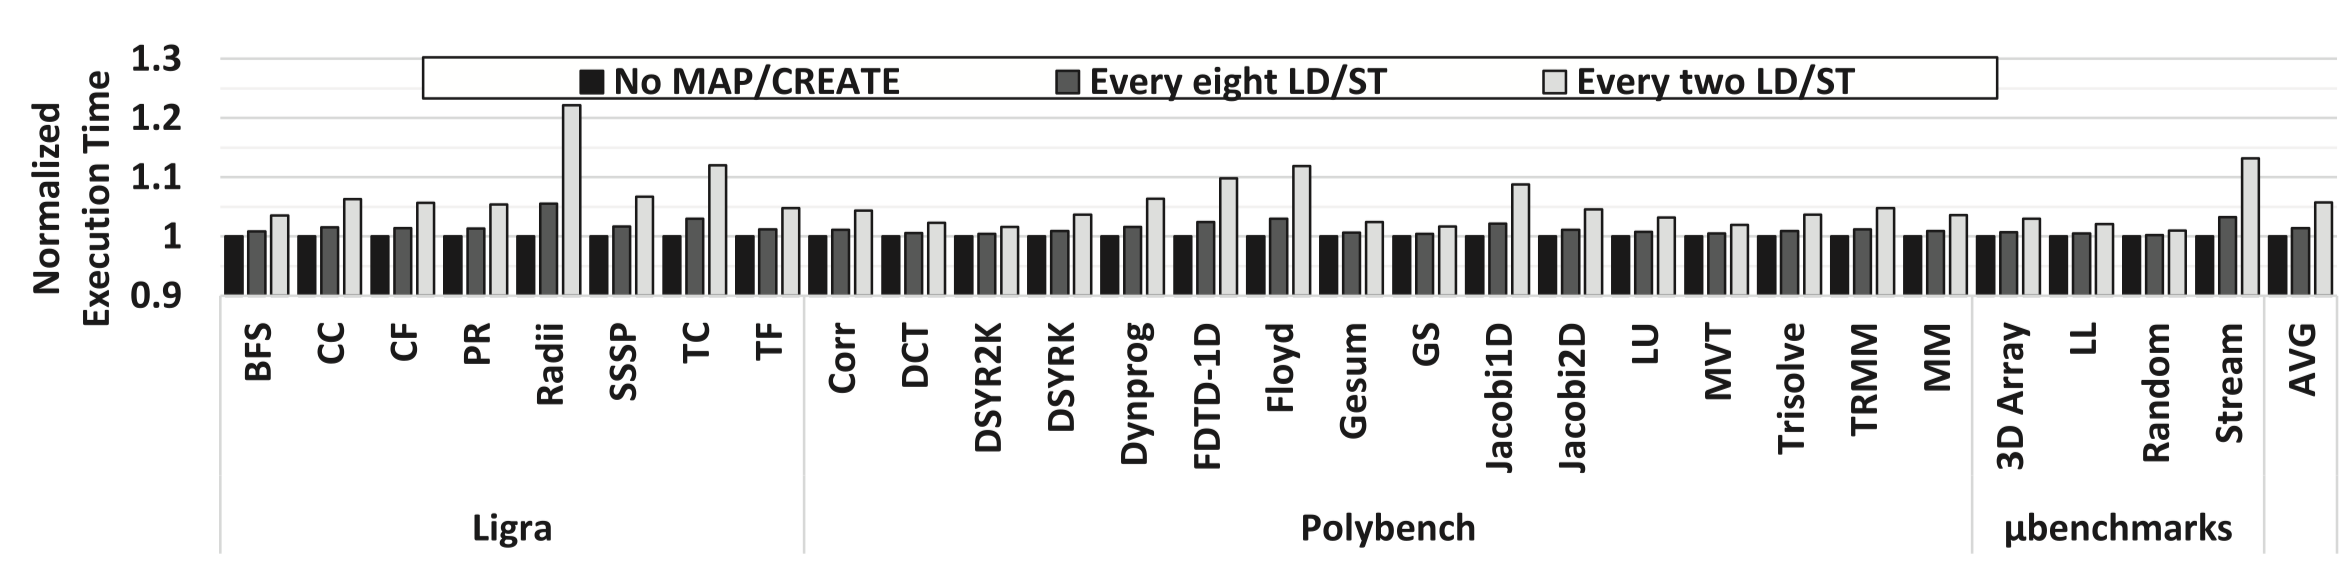 Normalized
Execution Time
1.3
1.2
1.1
1
0.9
No MAP/CREATE Every eight LD/ST Every two LD/ST
BFS
CC
CF
PR
Radii
SSSP
TC
TF
Corr
DCT
DSYR2K
DSYRK
Dynprog
FDTD-1D
Floyd
Gesum
GS
Jacobi1D
Jacobi2D
LU
MVT
Trisolve
TRMM
MM
3D Array
LL
Random
Stream
AVG
Ligra
Polybench
μbenchmarks